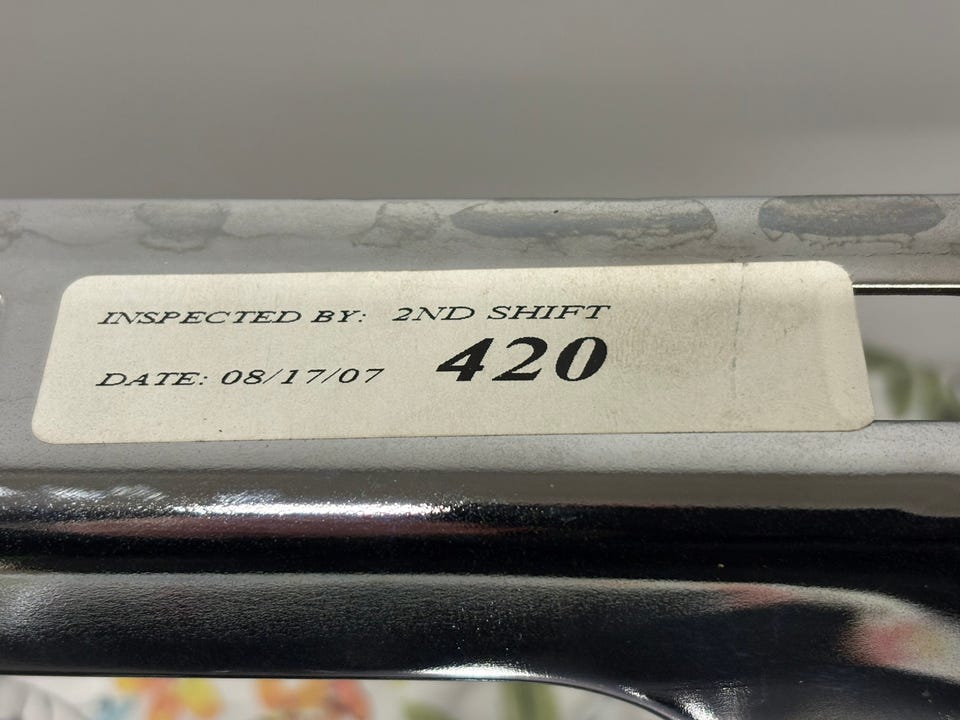 INSPECTED BY: 2ND SHIFT
DATE: 08/17/07 420